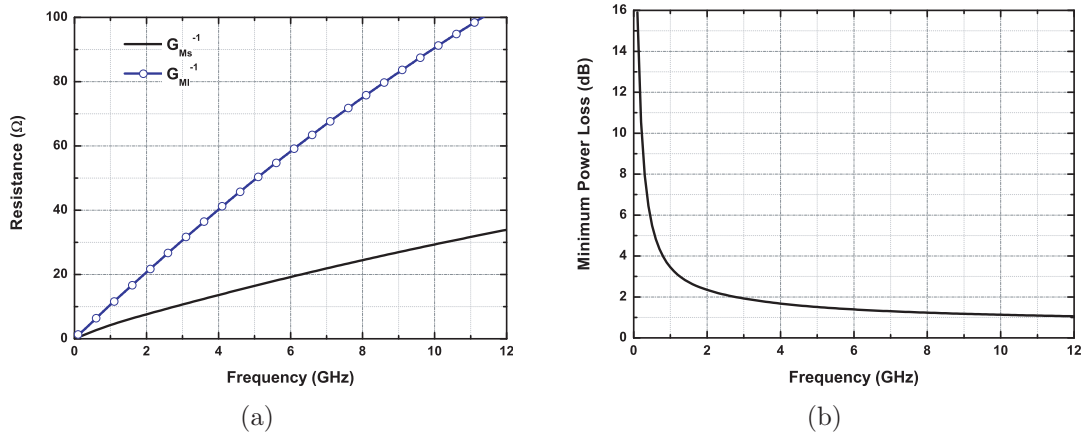 100
80
60
40
20
0
Resistance (Ω)
G_Ms^-1
G_Ml^-1
0 2 4 6 8 10 12
Frequency (GHz)
(a)
16
14
12
10
8
6
4
2
0
Minimum Power Loss (dB)
0 2 4 6 8 10 12
Frequency (GHz)
(b)